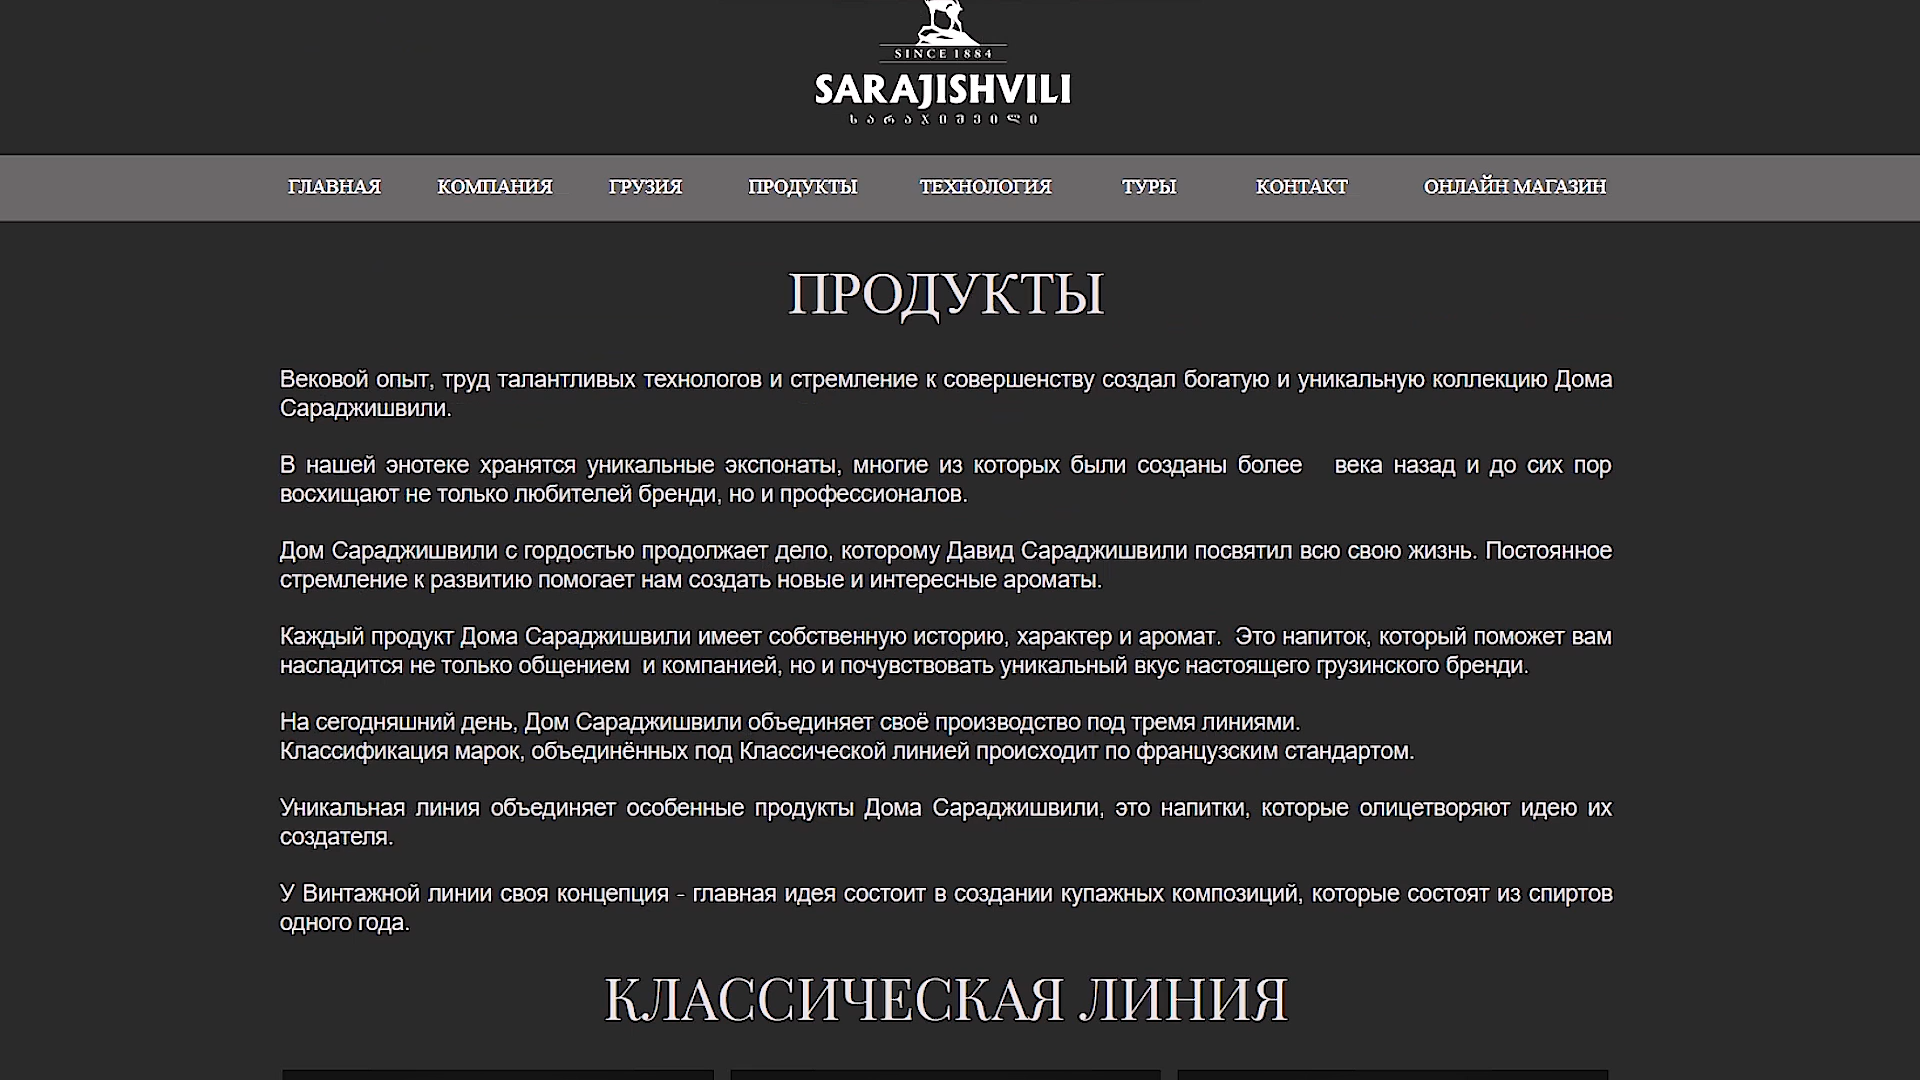 SINCE 1884
SARAJISHVILI
სარაჯიშვილი
ГЛАВНАЯ КОМПАНИЯ ГРУЗИЯ ПРОДУКТЫ ТЕХНОЛОГИЯ ТУРЫ КОНТАКТ ОНЛАЙН МАГАЗИН
ПРОДУКТЫ
Вековой опыт, труд талантливых технологов и стремление к совершенству создал богатую и уникальную коллекцию Дома
Сараджишвили.
В нашей энотеке хранятся уникальные экспонаты, многие из которых были созданы более века назад и до сих пор
восхищают не только любителей бренди, но и профессионалов.
Дом Сараджишвили с гордостью продолжает дело, которому Давид Сараджишвили посвятил всю свою жизнь. Постоянное
стремление к развитию помогает нам создать новые и интересные ароматы.
Каждый продукт Дома Сараджишвили имеет собственную историю, характер и аромат. Это напиток, который поможет вам
насладится не только общением и компанией, но и почувствовать уникальный вкус настоящего грузинского бренди.
На сегодняшний день, Дом Сараджишвили объединяет своё производство под тремя линиями.
Классификация марок, объединённых под Классической линией происходит по французским стандартом.
Уникальная линия объединяет особенные продукты Дома Сараджишвили, это напитки, которые олицетворяют идею их
создателя.
У Винтажной линии своя концепция - главная идея состоит в создании купажных композиций, которые состоят из спиртов
одного года.
КЛАССИЧЕСКАЯ ЛИНИЯ